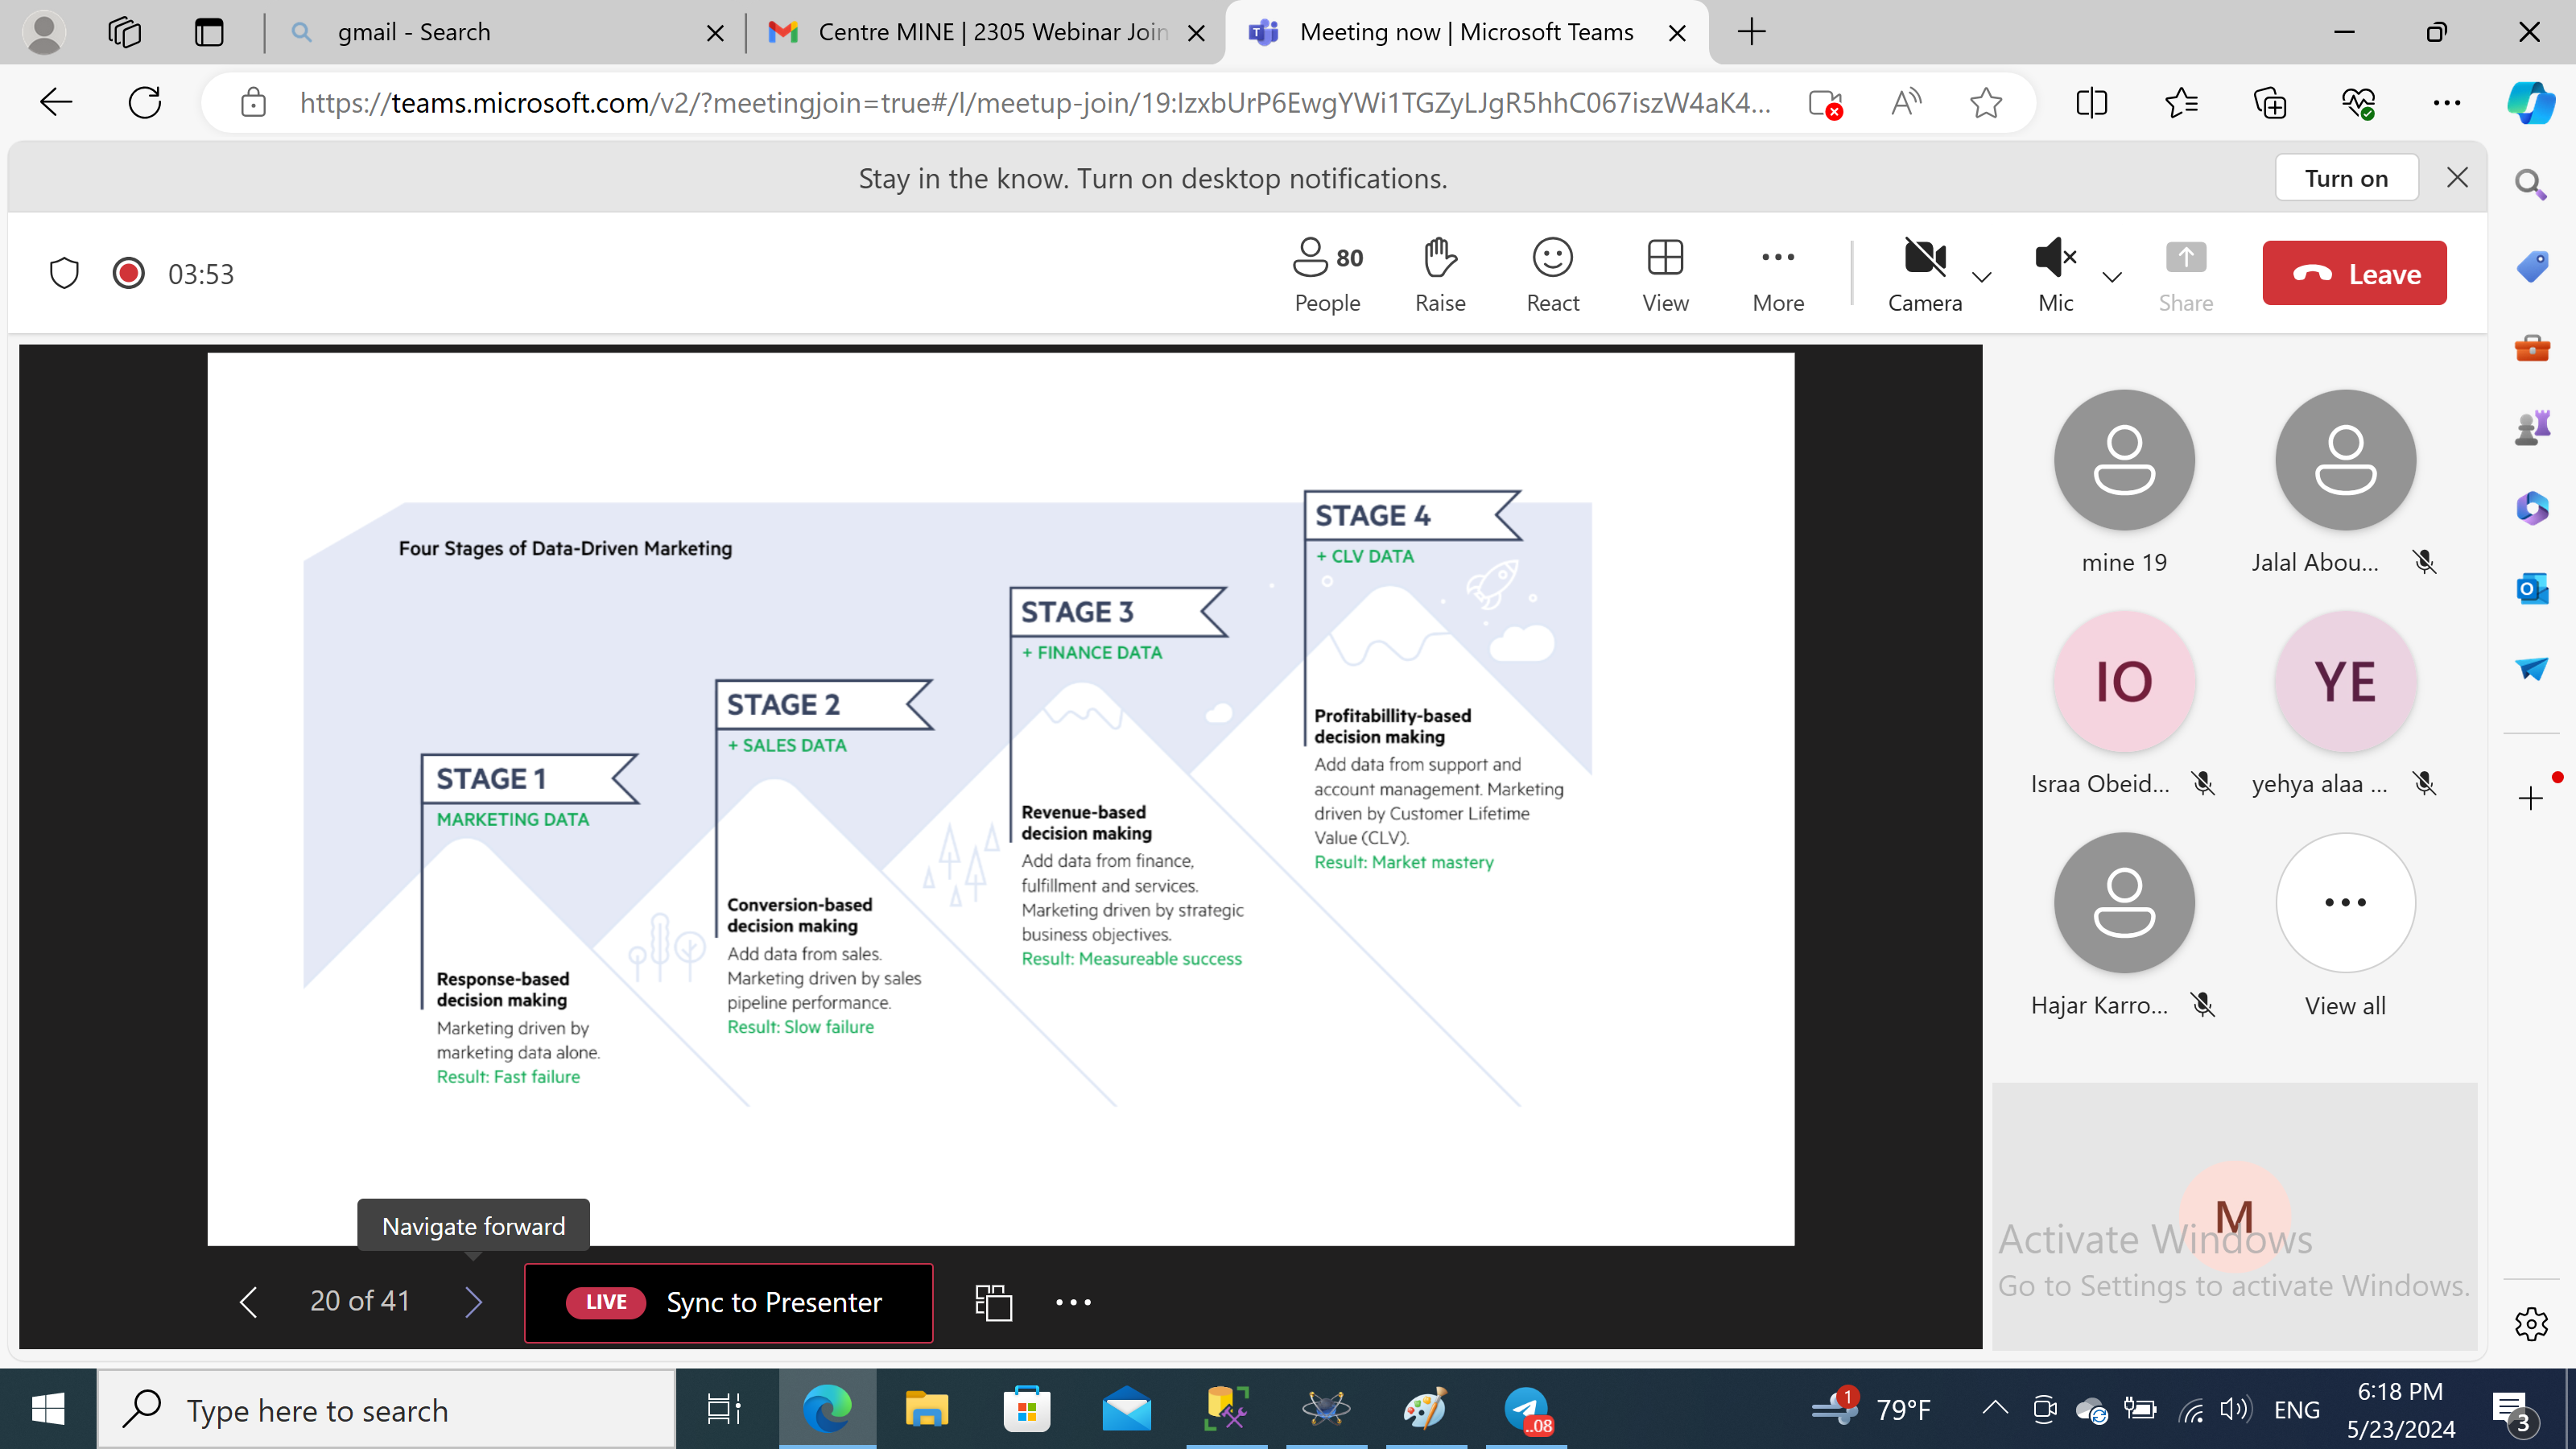 gmail - Search
Centre MINE | 2305 Webinar Join
Meeting now | Microsoft Teams
https://teams.microsoft.com/v2/?meetingjoin=true#/l/meetup-join/19:IzxbUrP6EwgYWi1TGZyLJgR5hhC067iszW4aK4...
Stay in the know. Turn on desktop notifications.
Turn on
03:53
80
People
Raise
React
View
More
Camera
Mic
Share
Leave
Four Stages of Data-Driven Marketing
STAGE 1
MARKETING DATA
Response-based
decision making
Marketing driven by
marketing data alone.
Result: Fast failure
STAGE 2
+ SALES DATA
Conversion-based
decision making
Add data from sales.
Marketing driven by sales
pipeline performance.
Result: Slow failure
STAGE 3
+ FINANCE DATA
Revenue-based
decision making
Add data from finance,
fulfillment and services.
Marketing driven by strategic
business objectives.
Result: Measureable success
STAGE 4
+ CLV DATA
Profitabillity-based
decision making
Add data from support and
account management. Marketing
driven by Customer Lifetime
Value (CLV).
Result: Market mastery
mine 19
Jalal Abou...
IO
YE
Israa Obeid...
yehya alaa ...
Hajar Karro...
View all
M
Activate Windows
Go to Settings to activate Windows.
Navigate forward
20 of 41
LIVE
Sync to Presenter
Type here to search
..08
1
79°F
ENG
6:18 PM
5/23/2024
3